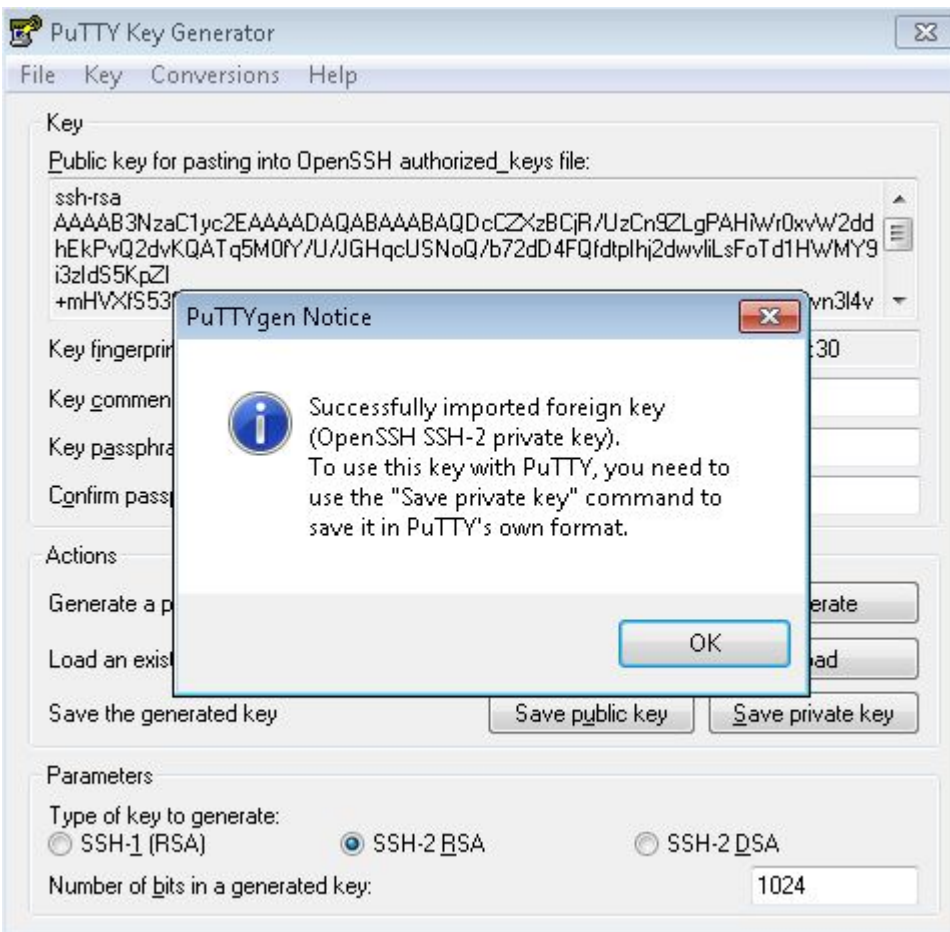 PuTTY Key Generator
File Key Conversions Help
Key
Public key for pasting into OpenSSH authorized_keys file:
ssh-rsa
AAAAB3NzaC1yc2EAAAADAQABAAABAQDcCZXzBCjR/UzCn9ZLgPAHiWr0xvW2dd
hEkPvQ2dvKQATq5M0fY/U/JGHqcUSNoQ/b72dD4FQfdtplhj2dwvliLsFoTd1HWMY9
i3zldS5KpZl
+mHVXfS53 vn3l4v
Key fingerprin :30
Key commen
Key passphra
Confirm pass
PuTTYgen Notice
Successfully imported foreign key
(OpenSSH SSH-2 private key).
To use this key with PuTTY, you need to
use the "Save private key" command to
save it in PuTTY's own format.
OK
Actions
Generate a p erate
Load an exist ad
Save the generated key Save public key Save private key
Parameters
Type of key to generate:
SSH-1 (RSA) SSH-2 RSA SSH-2 DSA
Number of bits in a generated key: 1024